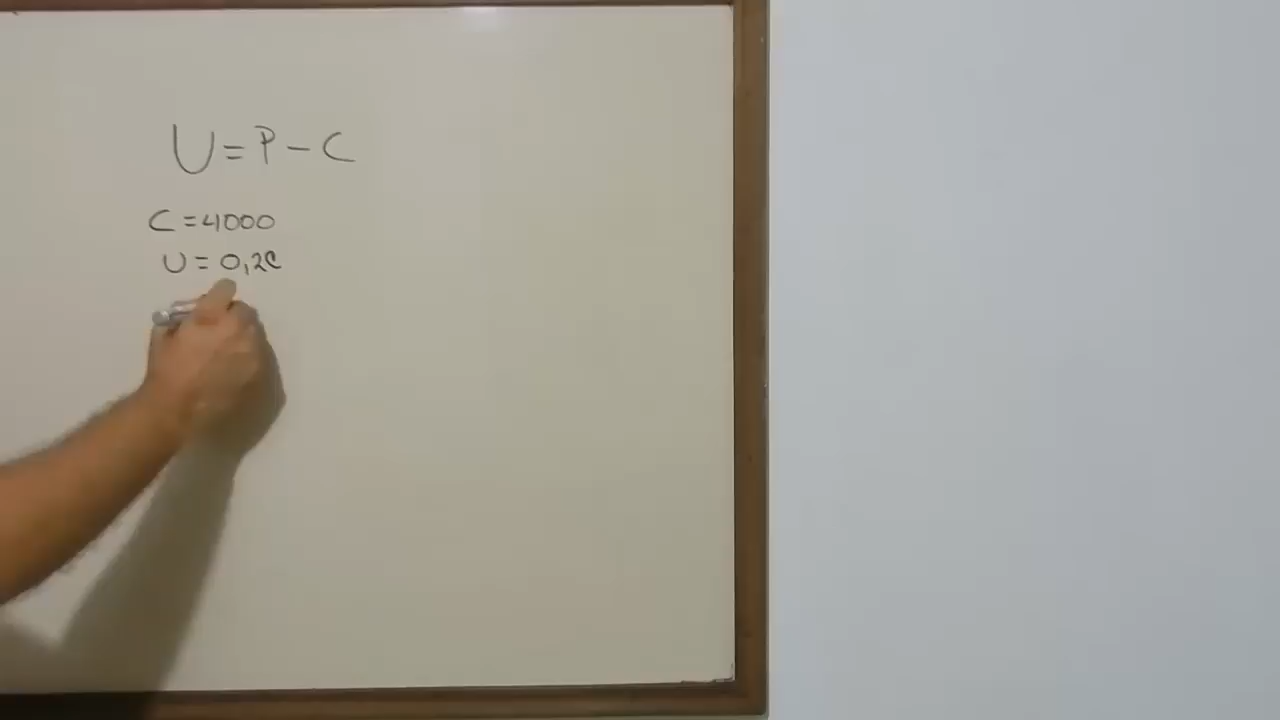 U = P - C
C = 4000
U = 0,2C